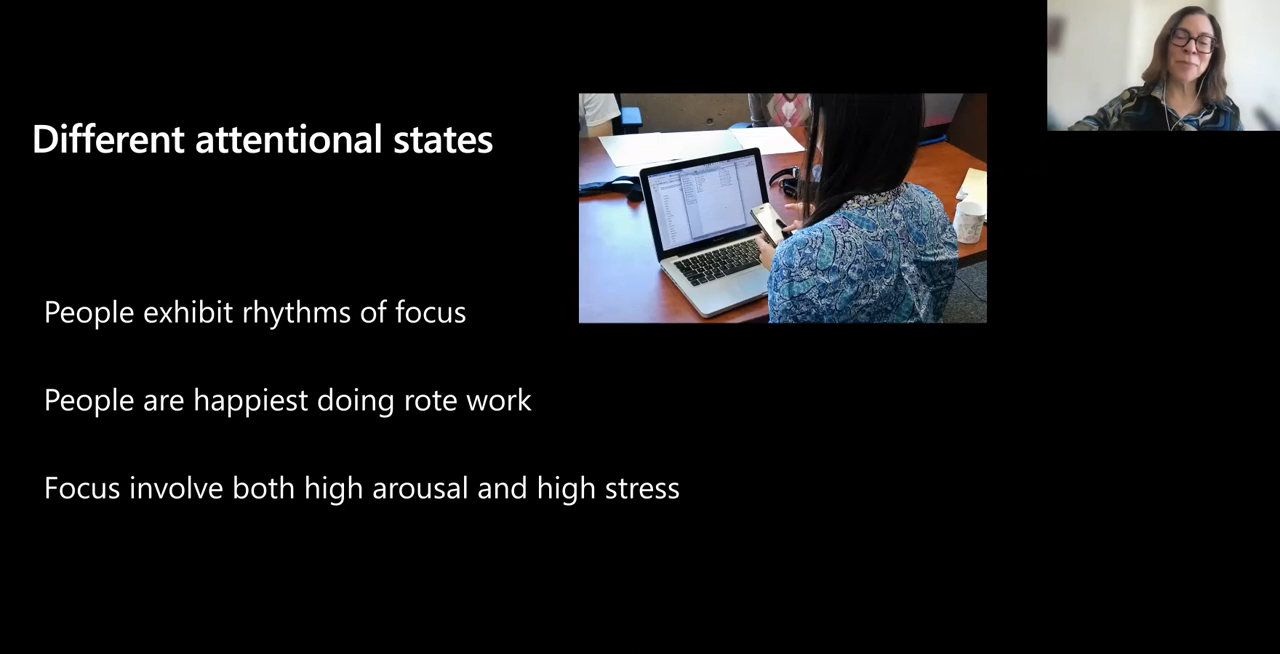 Different attentional states
People exhibit rhythms of focus
People are happiest doing rote work
Focus involve both high arousal and high stress